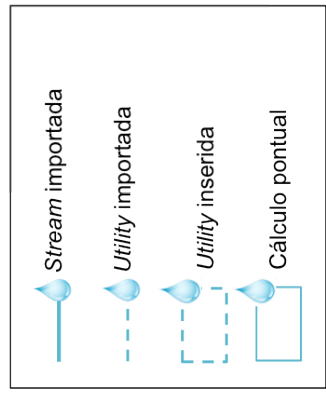 Stream importada
Utility importada
Utility inserida
Cálculo pontual